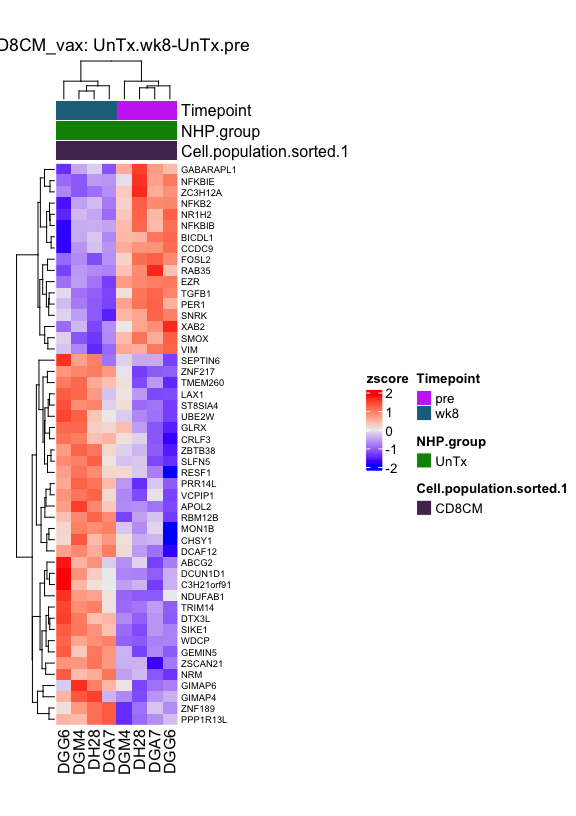 D8CM_vax: UnTx.wk8-UnTx.pre
Timepoint
NHP.group
Cell.population.sorted.1
GABARAPL1
NFKBIE
ZC3H12A
NFKB2
NR1H2
NFKBIB
BICDL1
CCDC9
FOSL2
RAB35
EZR
TGFB1
PER1
SNRK
XAB2
SMOX
VIM
SEPTIN6
ZNF217
TMEM260
LAX1
ST8SIA4
UBE2W
GLRX
CRLF3
ZBTB38
SLFN5
RESF1
PRR14L
VCPIP1
APOL2
RBM12B
MON1B
CHSY1
DCAF12
ABCG2
DCUN1D1
C3H21orf91
NDUFAB1
TRIM14
DTX3L
SIKE1
WDCP
GEMIN5
ZSCAN21
NRM
GIMAP6
GIMAP4
ZNF189
PPP1R13L
DGG6
DGM4
DH28
DGA7
DGM4
DH28
DGA7
DGG6
zscore
2
1
0
-1
-2
Timepoint
pre
wk8
NHP.group
UnTx
Cell.population.sorted.1
CD8CM